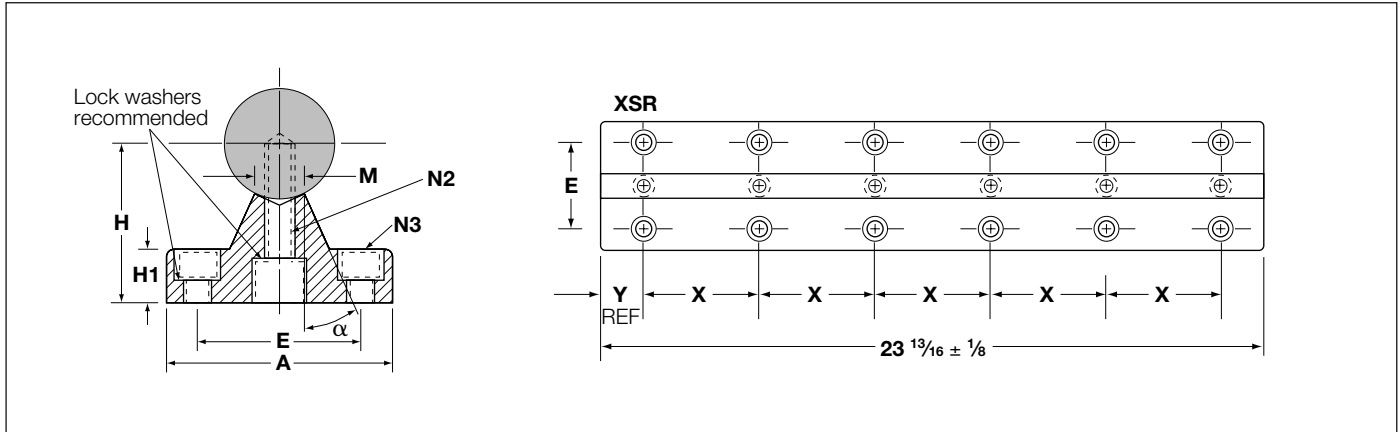 Lock washers
recommended
M
N2
H
N3
H1
α
E
A
XSR
E
Y X X X X X
REF
23 13/16 ± 1/8